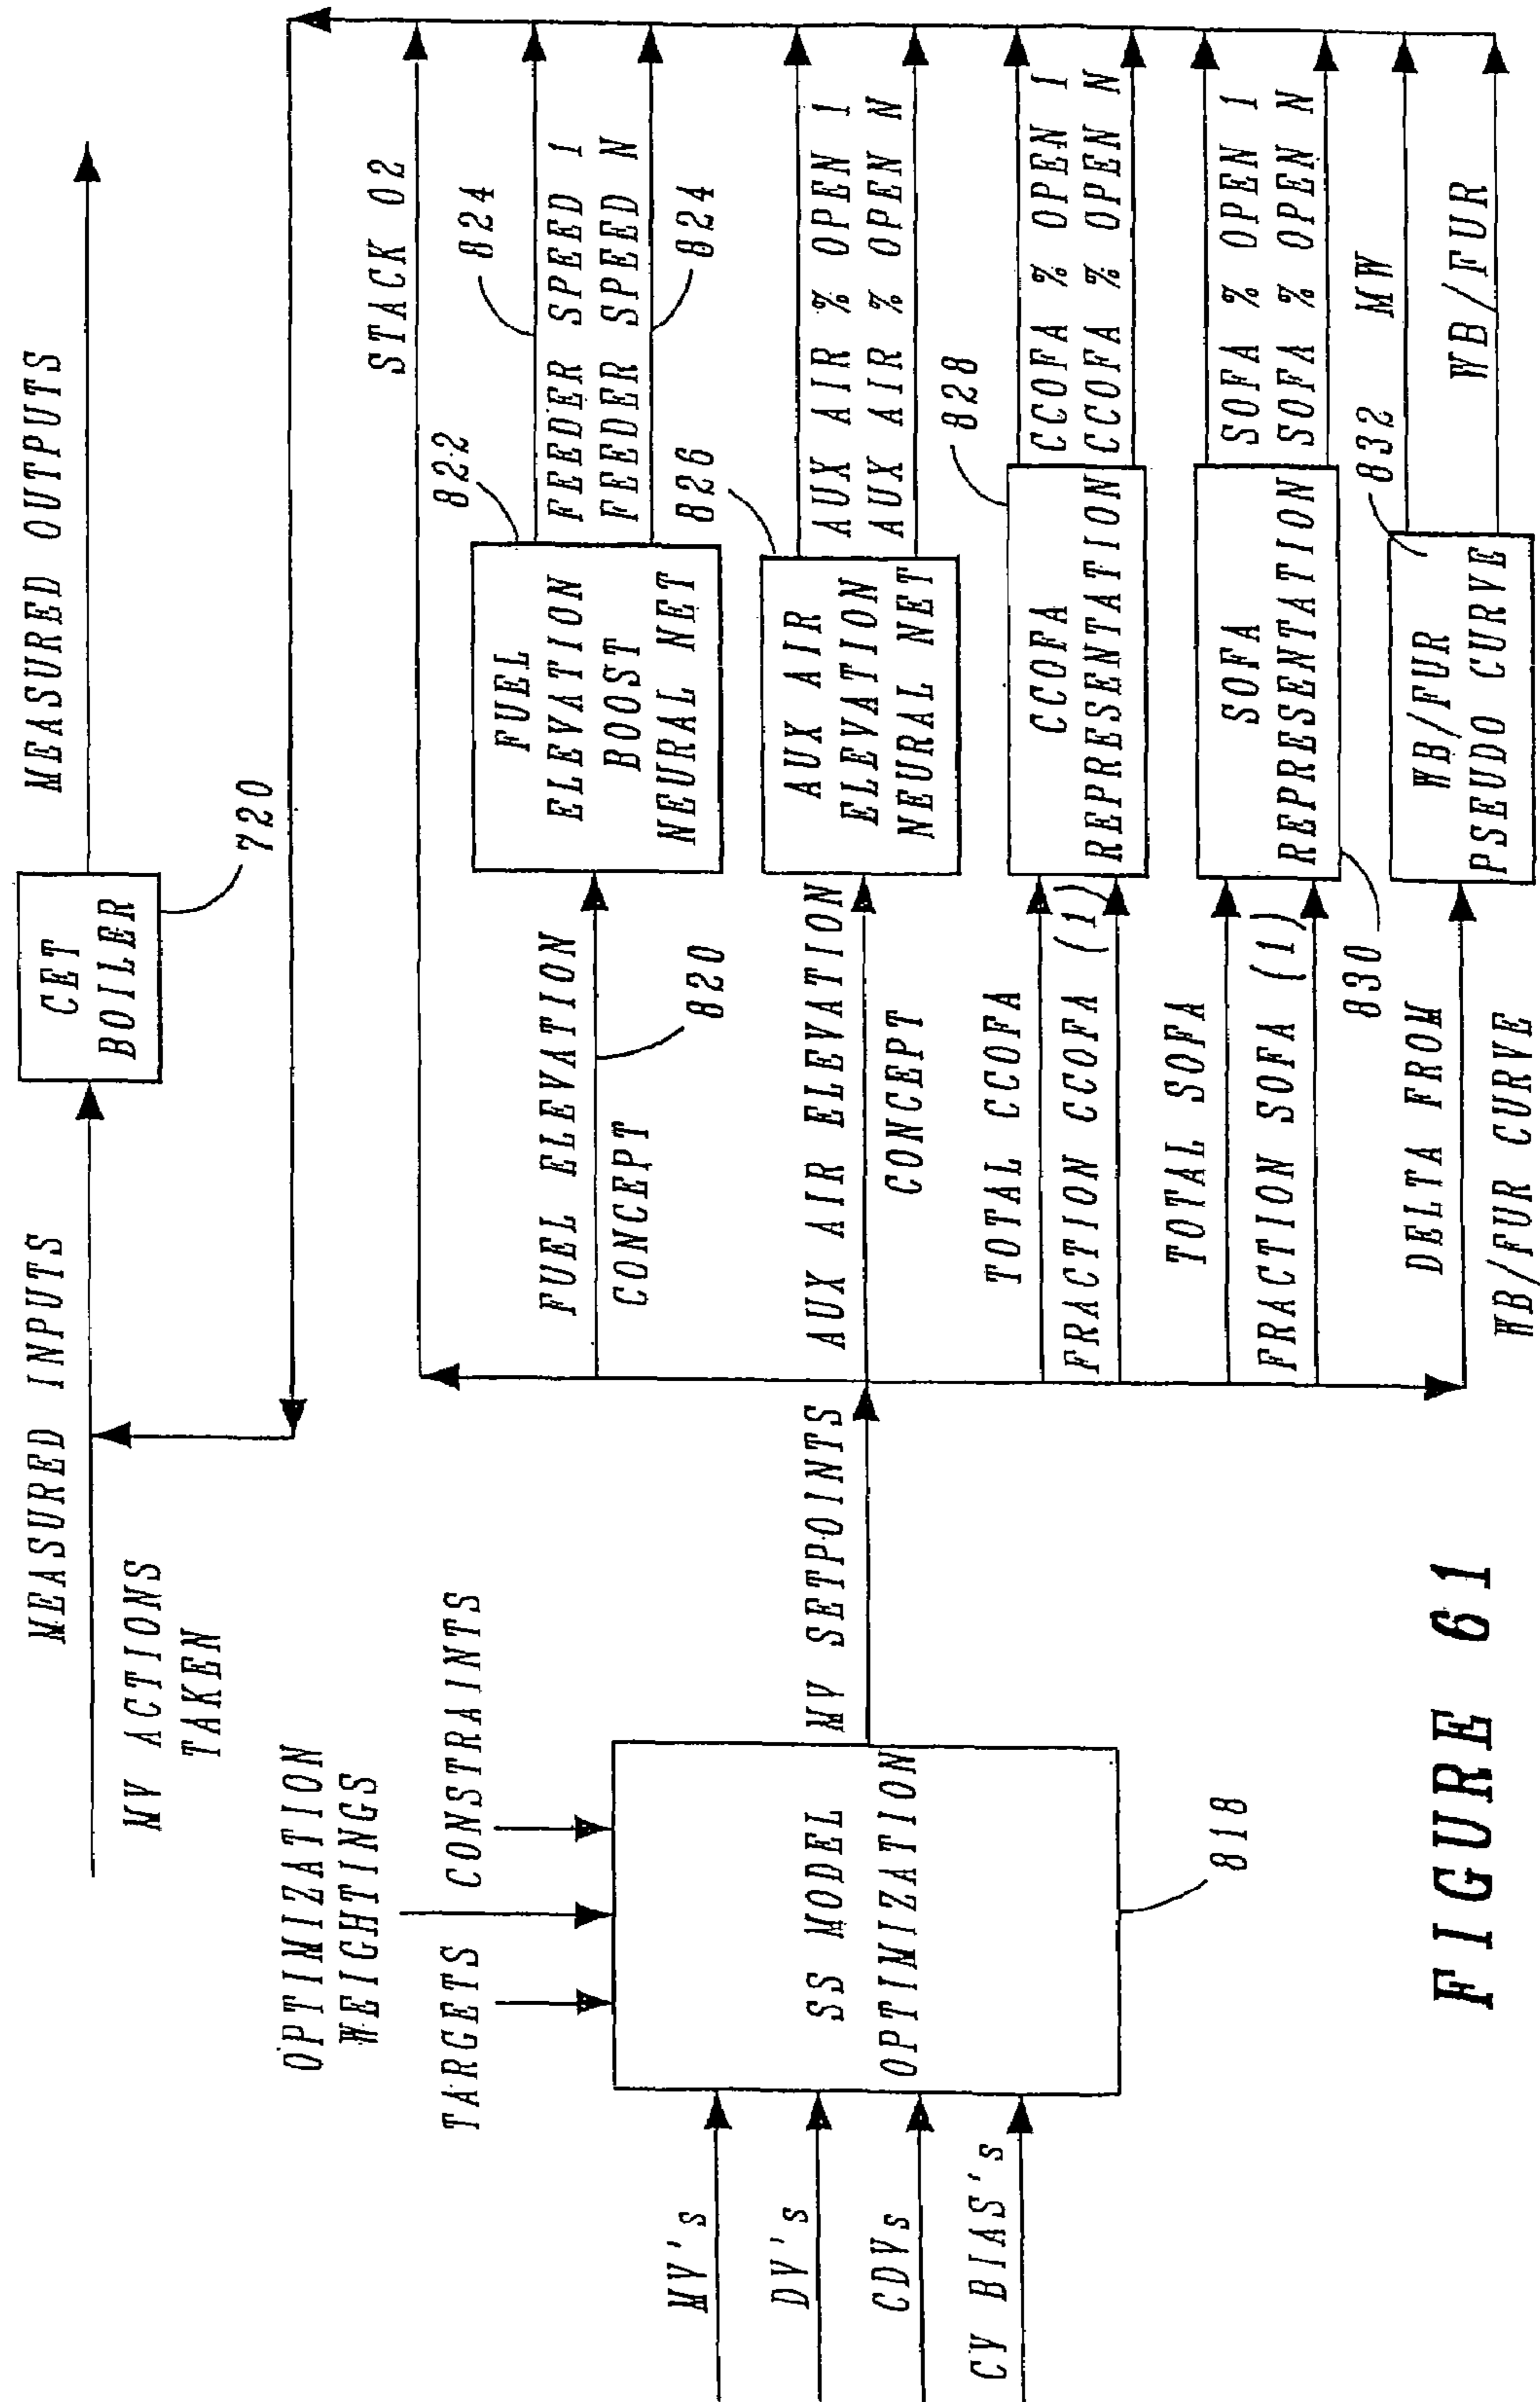 MEASURED INPUTS
MEASURED OUTPUTS
MV ACTIONS
TAKEN
CET
BOILER
720
OPTIMIZATION
WEIGHTINGS
TARGETS
CONSTRAINTS
MV's
DV's
CDVs
CV BIAS's
SS MODEL
OPTIMIZATION
818
MV SETPOINTS
STACK O2
FUEL ELEVATION
CONCEPT
820
FUEL
ELEVATION
BOOST
NEURAL NET
822
824
FEEDER SPEED 1
FEEDER SPEED N
824
AUX AIR ELEVATION
CONCEPT
AUX AIR
ELEVATION
NEURAL NET
826
AUX AIR % OPEN 1
AUX AIR % OPEN N
TOTAL CCOFA
FRACTION CCOFA (1)
CCOFA
REPRESENTATION
828
CCOFA % OPEN 1
CCOFA % OPEN N
TOTAL SOFA
FRACTION SOFA (1)
SOFA
REPRESENTATION
830
SOFA % OPEN 1
SOFA % OPEN N
DELTA FROM
WB/FUR CURVE
WB/FUR
PSEUDO CURVE
832
MW
WB/FUR
FIGURE 61